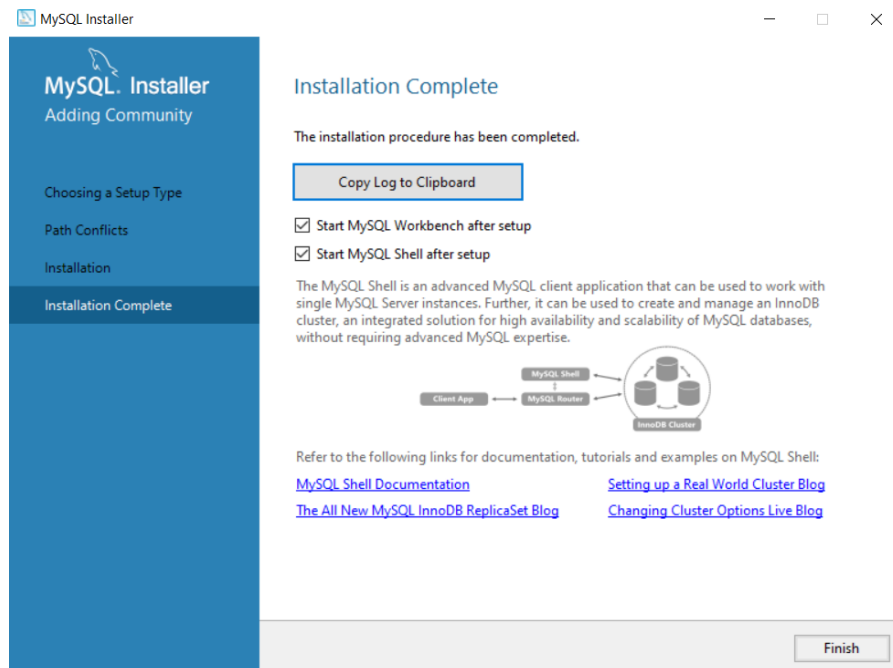 MySQL Installer
MySQL. Installer
Adding Community
Choosing a Setup Type
Path Conflicts
Installation
Installation Complete
Installation Complete
The installation procedure has been completed.
Copy Log to Clipboard
Start MySQL Workbench after setup
Start MySQL Shell after setup
The MySQL Shell is an advanced MySQL client application that can be used to work with
single MySQL Server instances. Further, it can be used to create and manage an InnoDB
cluster, an integrated solution for high availability and scalability of MySQL databases,
without requiring advanced MySQL expertise.
MySQL Shell
Client App
MySQL Router
InnoDB Cluster
Refer to the following links for documentation, tutorials and examples on MySQL Shell:
MySQL Shell Documentation
Setting up a Real World Cluster Blog
The All New MySQL InnoDB ReplicaSet Blog
Changing Cluster Options Live Blog
Finish